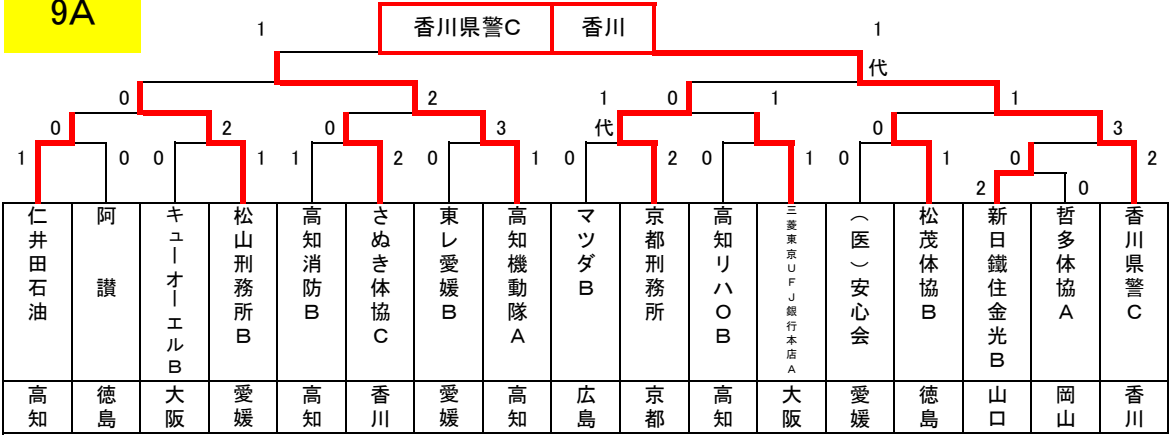 9A
香川県警C 香川
1 1
代
0 2 1 0 1 1
0 2 0 3 代 0 3
1 0 0 1 1 2 0 1 0 2 0 1 0 1 0 2
2 0
仁井田石油
阿讃
キューオーエルB
松山刑務所B
高知消防B
さぬき体協C
東レ愛媛B
高知機動隊A
マツダB
京都刑務所
高知リハOB
三菱東京UFJ銀行本店A
(医)安心会
松茂体協B
新日鐵住金光B
哲多体協A
香川県警C
高知 徳島 大阪 愛媛 高知 香川 愛媛 高知 広島 京都 高知 大阪 愛媛 徳島 山口 岡山 香川